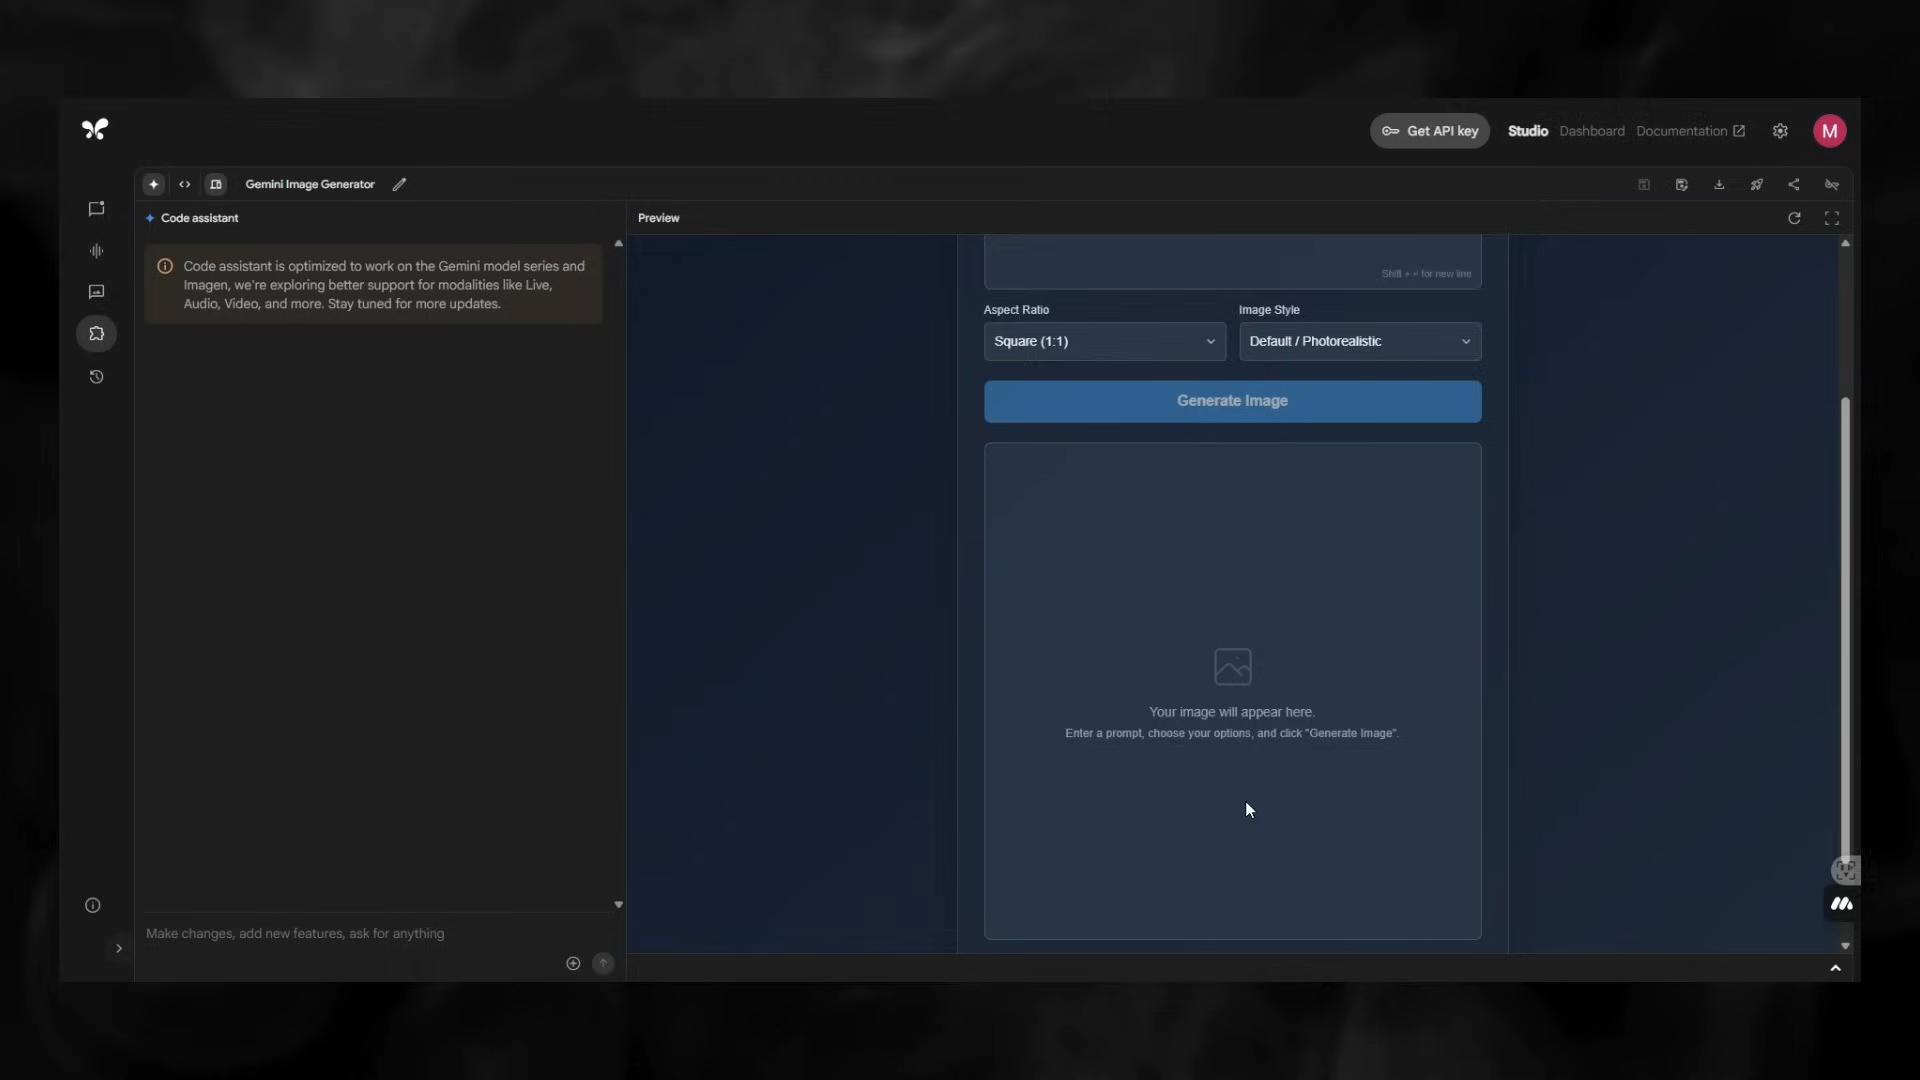 Get API key
Studio
Dashboard
Documentation
M
Gemini Image Generator
Code assistant
Preview
Code assistant is optimized to work on the Gemini model series and
Imagen, we're exploring better support for modalities like Live,
Audio, Video, and more. Stay tuned for more updates.
Shift + ⏎ for new line
Aspect Ratio
Image Style
Square (1:1)
Default / Photorealistic
Generate Image
Your image will appear here.
Enter a prompt, choose your options, and click "Generate Image".
Make changes, add new features, ask for anything